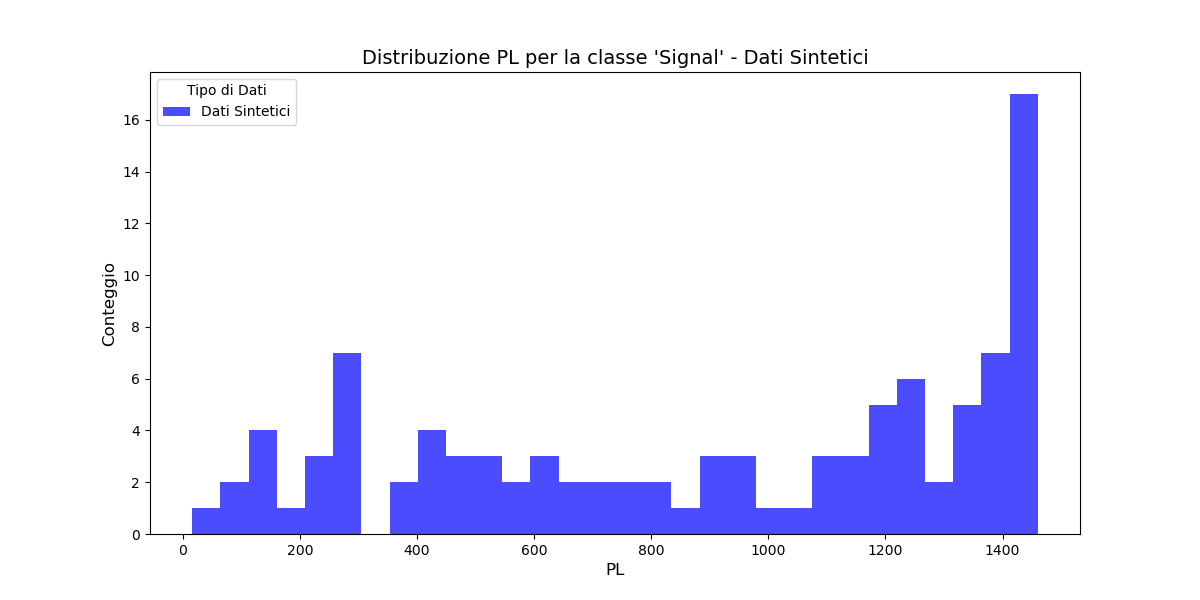 Distribuzione PL per la classe 'Signal' - Dati Sintetici
Tipo di Dati
Dati Sintetici
16
14
12
10
8
6
4
2
0
Conteggio
0 200 400 600 800 1000 1200 1400
PL